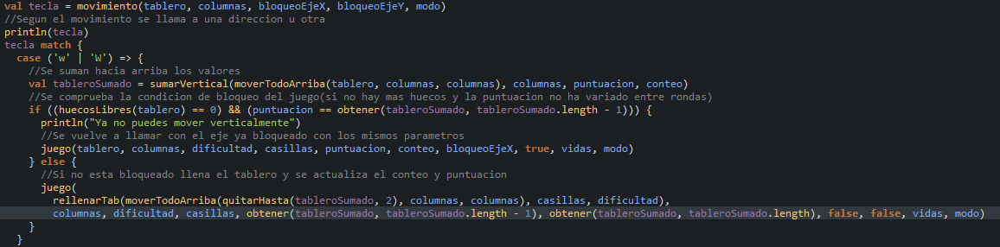 val tecla = movimiento(tablero, columnas, bloqueoEjeX, bloqueoEjeY, modo)
//Segun el movimiento se llama a una direccion u otra
println(tecla)
tecla match {
  case ('w' | 'W') => {
    //Se suman hacia arriba los valores
    val tableroSumado = sumarVertical(moverTodoArriba(tablero, columnas, columnas), columnas, puntuacion, conteo)
    //Se comprueba la condicion de bloqueo del juego(si no hay mas huecos y la puntuacion no ha variado entre rondas)
    if ((huecosLibres(tablero) == 0) && (puntuacion == obtener(tableroSumado, tableroSumado.length - 1))) {
      println("Ya no puedes mover verticalmente")
      //Se vuelve a llamar con el eje ya bloqueado con los mismos parametros
      juego(tablero, columnas, dificultad, casillas, puntuacion, conteo, bloqueoEjeX, true, vidas, modo)
    } else {
      //Si no esta bloqueado llena el tablero y se actualiza el conteo y puntuacion
      juego(
        rellenarTab(moverTodoArriba(quitarHasta(tableroSumado, 2), columnas, columnas), casillas, dificultad),
        columnas, dificultad, casillas, obtener(tableroSumado, tableroSumado.length - 1), obtener(tableroSumado, tableroSumado.length), false, false, vidas, modo)
    }
  }